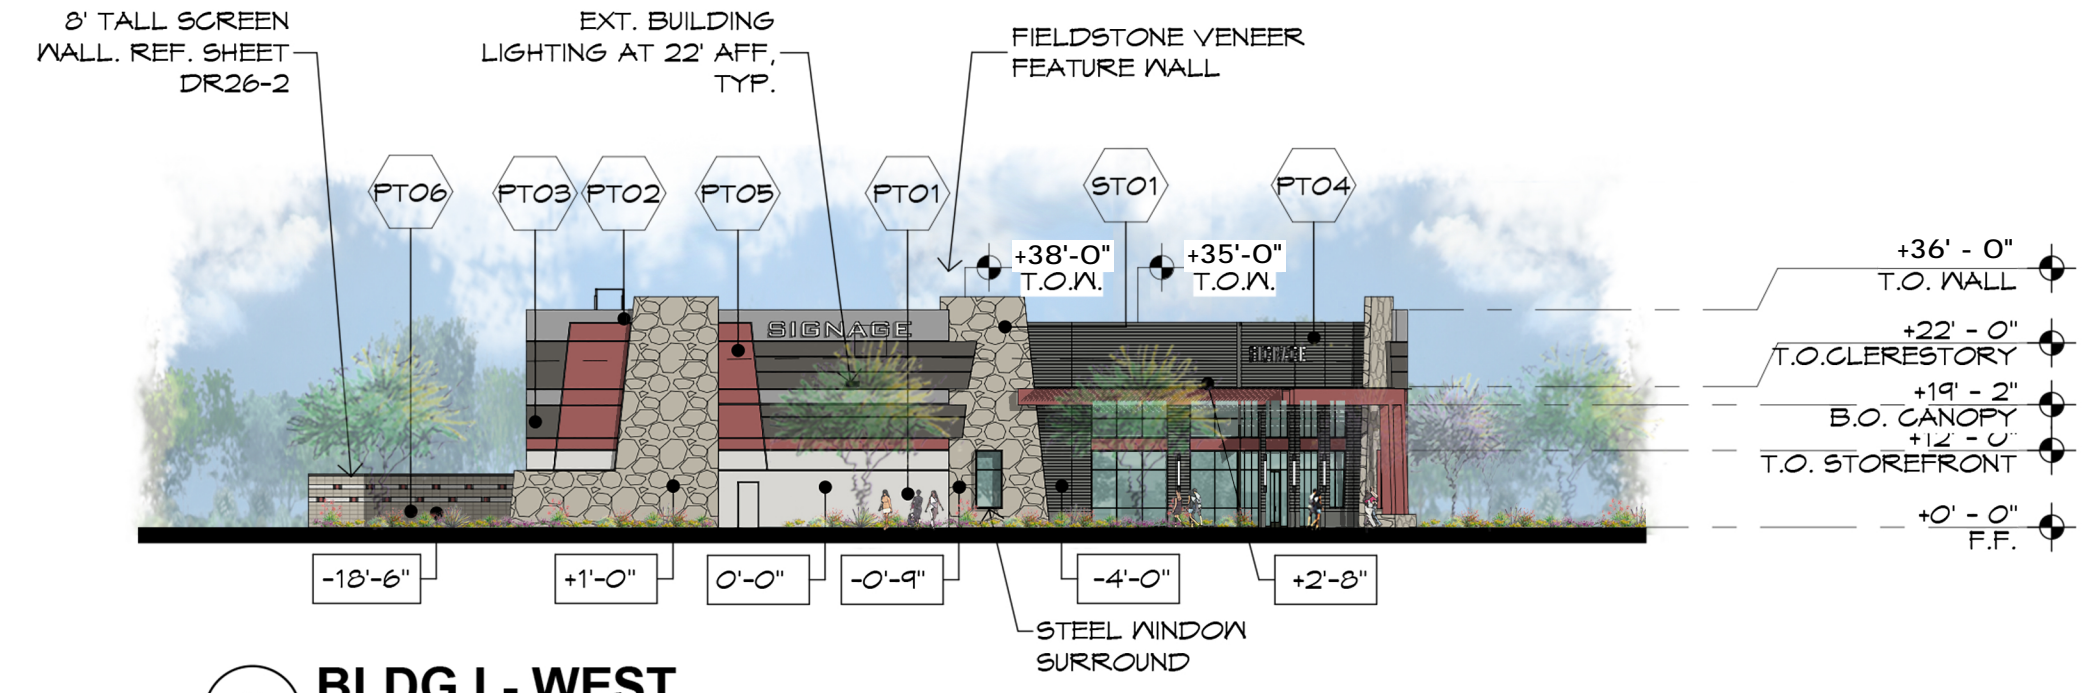 8' TALL SCREEN
WALL. REF. SHEET
DR26-2
EXT. BUILDING
LIGHTING AT 22' AFF,
TYP.
FIELDSTONE VENEER
FEATURE WALL
PT06
PT03
PT02
PT05
PT01
ST01
PT04
+38'-0"
T.O.W.
+35'-0"
T.O.W.
+36' - 0"
T.O. WALL
+22' - 0"
T.O.CLERESTORY
+19' - 2"
B.O. CANOPY
+12' - 0"
T.O. STOREFRONT
+0' - 0"
F.F.
SIGNAGE
SIGNAGE
-18'-6"
+1'-0"
0'-0"
-0'-9"
-4'-0"
+2'-8"
STEEL WINDOW
SURROUND
BLDG I - WEST